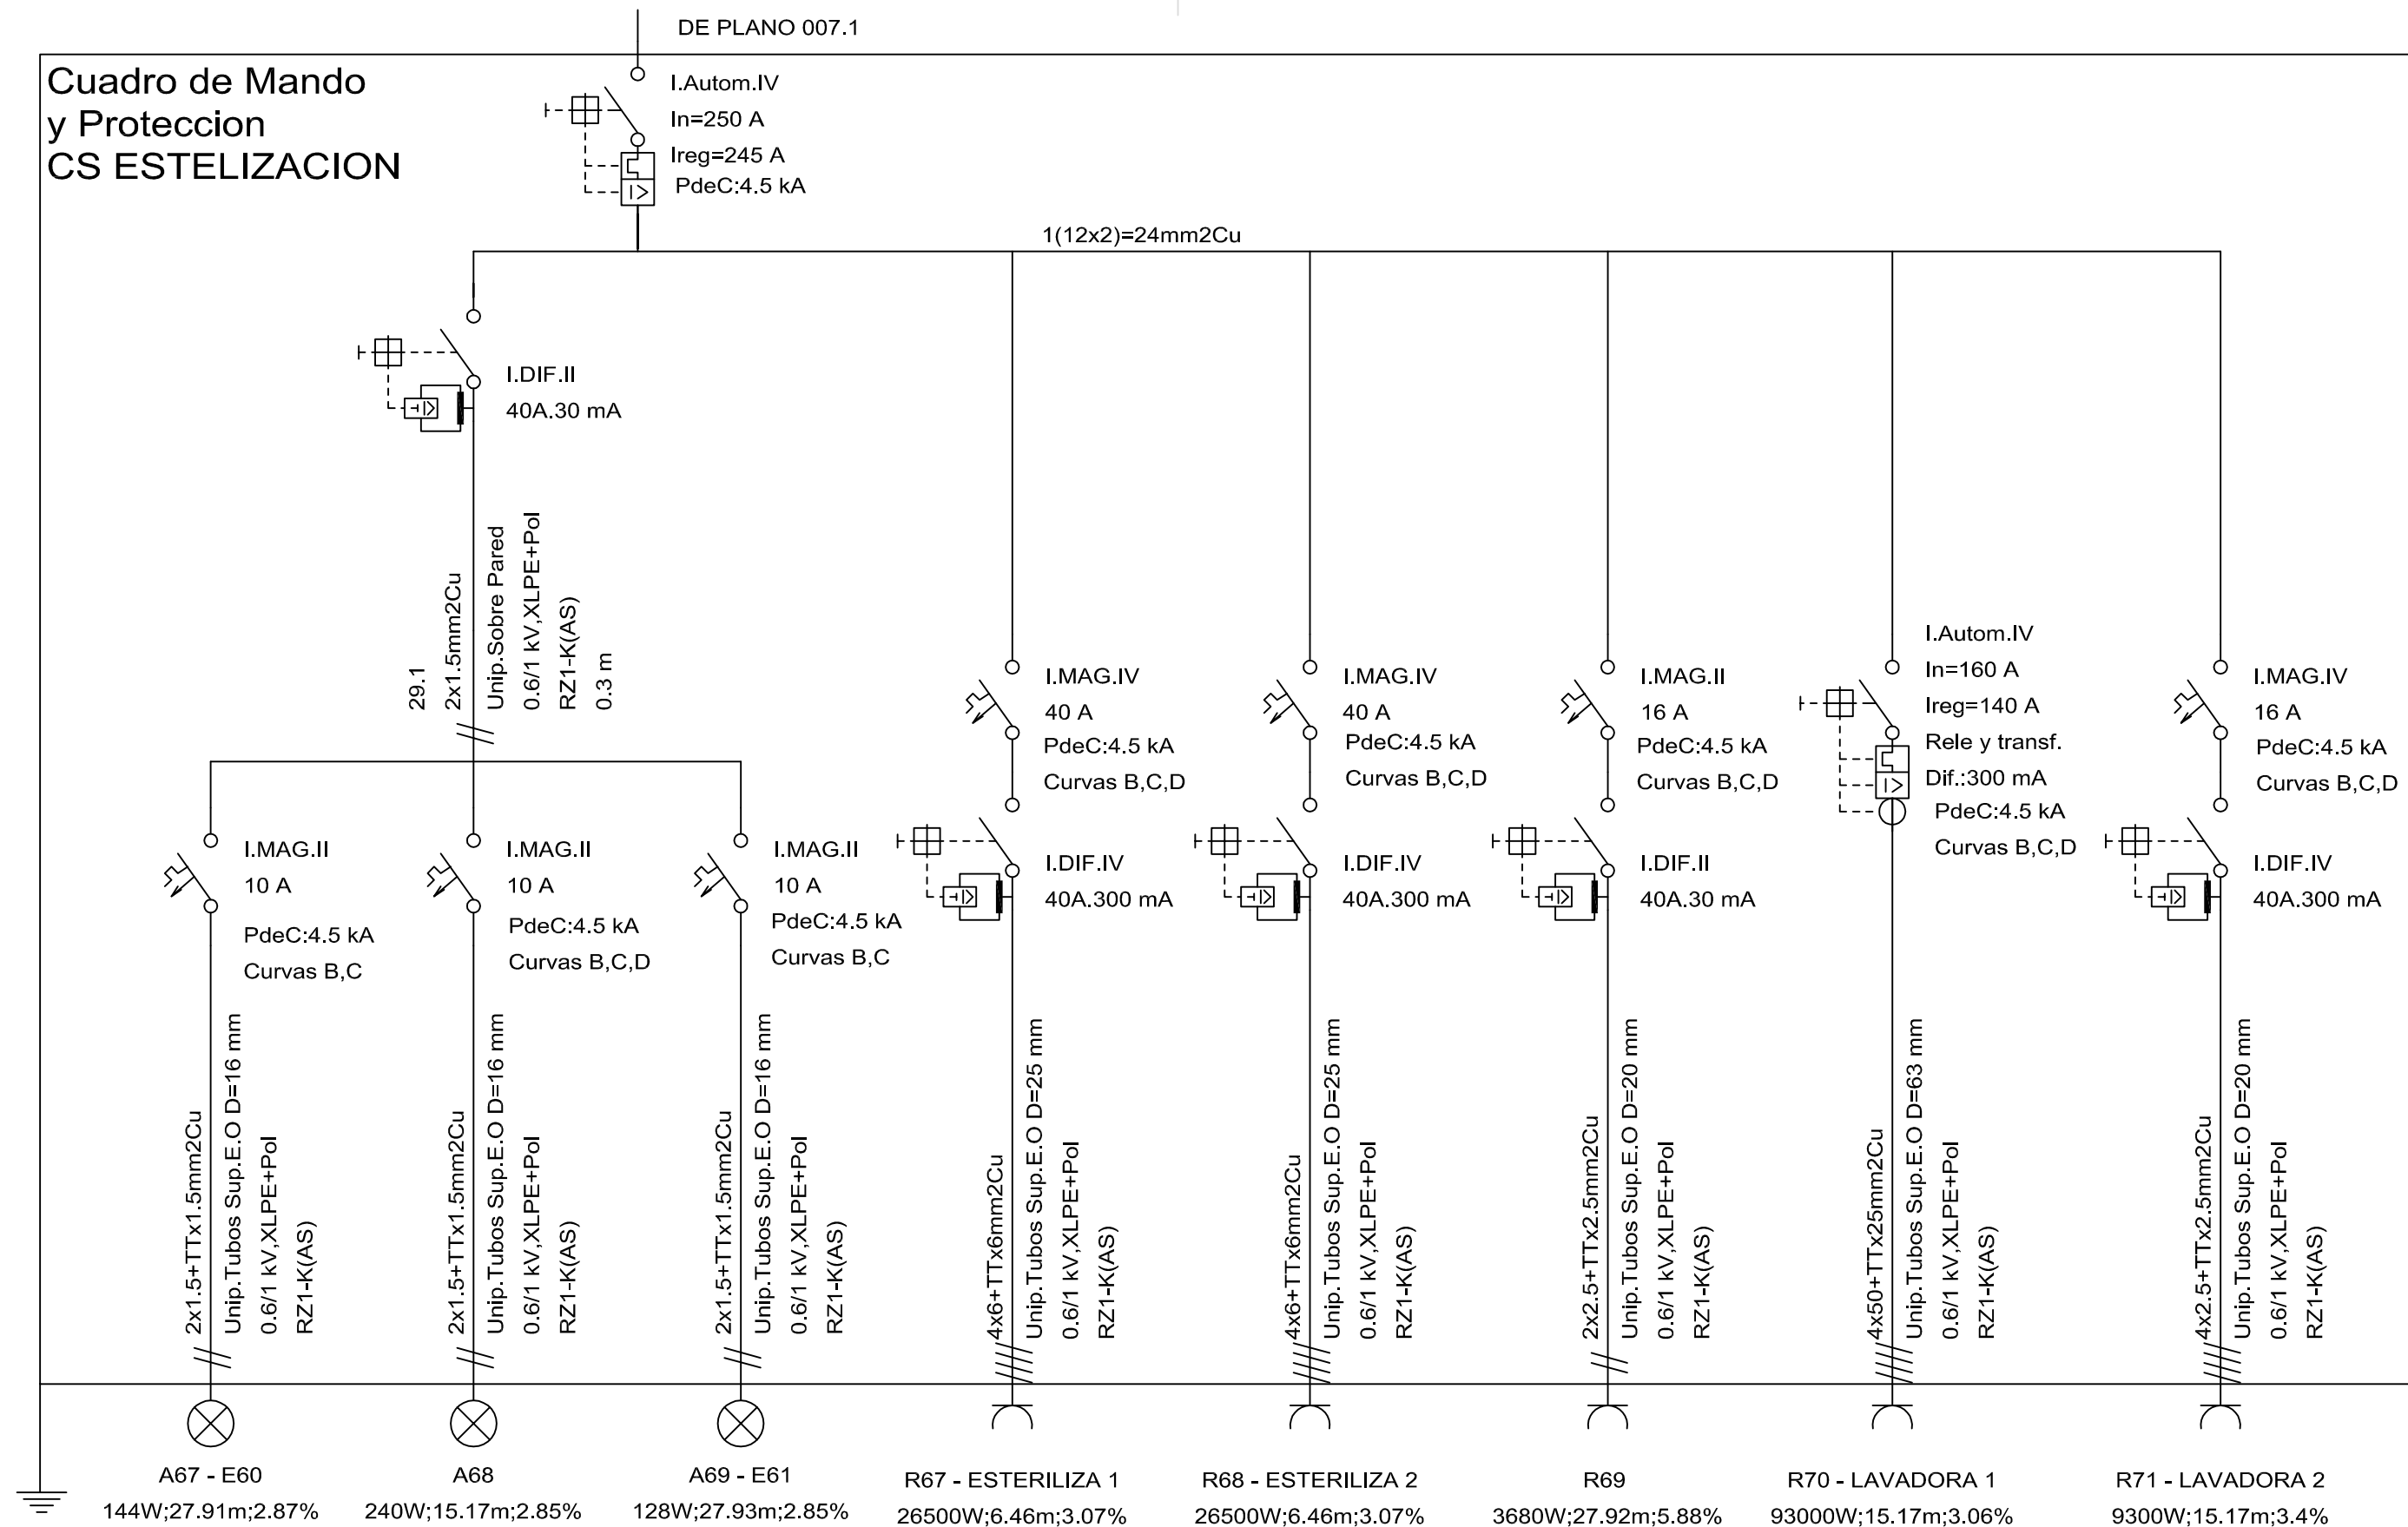 DE PLANO 007.1
Cuadro de Mando
y Proteccion
CS ESTELIZACION
I.Autom.IV
In=250 A
Ireg=245 A
PdeC:4.5 kA
1(12x2)=24mm2Cu
I.DIF.II
40A.30 mA
29.1
2x1.5mm2Cu
Unip.Sobre Pared
0.6/1 kV,XLPE+Pol
RZ1-K(AS)
0.3 m
I.MAG.II
10 A
PdeC:4.5 kA
Curvas B,C
I.MAG.II
10 A
PdeC:4.5 kA
Curvas B,C,D
I.MAG.II
10 A
PdeC:4.5 kA
Curvas B,C
I.MAG.IV
40 A
PdeC:4.5 kA
Curvas B,C,D
I.DIF.IV
40A.300 mA
I.MAG.IV
40 A
PdeC:4.5 kA
Curvas B,C,D
I.DIF.IV
40A.300 mA
I.MAG.II
16 A
PdeC:4.5 kA
Curvas B,C,D
I.DIF.II
40A.30 mA
I.Autom.IV
In=160 A
Ireg=140 A
Rele y transf.
Dif.:300 mA
PdeC:4.5 kA
Curvas B,C,D
I.MAG.IV
16 A
PdeC:4.5 kA
Curvas B,C,D
I.DIF.IV
40A.300 mA
2x1.5+TTx1.5mm2Cu
Unip.Tubos Sup.E.O D=16 mm
0.6/1 kV,XLPE+Pol
RZ1-K(AS)
2x1.5+TTx1.5mm2Cu
Unip.Tubos Sup.E.O D=16 mm
0.6/1 kV,XLPE+Pol
RZ1-K(AS)
2x1.5+TTx1.5mm2Cu
Unip.Tubos Sup.E.O D=16 mm
0.6/1 kV,XLPE+Pol
RZ1-K(AS)
4x6+TTx6mm2Cu
Unip.Tubos Sup.E.O D=25 mm
0.6/1 kV,XLPE+Pol
RZ1-K(AS)
4x6+TTx6mm2Cu
Unip.Tubos Sup.E.O D=25 mm
0.6/1 kV,XLPE+Pol
RZ1-K(AS)
2x2.5+TTx2.5mm2Cu
Unip.Tubos Sup.E.O D=20 mm
0.6/1 kV,XLPE+Pol
RZ1-K(AS)
4x50+TTx25mm2Cu
Unip.Tubos Sup.E.O D=63 mm
0.6/1 kV,XLPE+Pol
RZ1-K(AS)
4x2.5+TTx2.5mm2Cu
Unip.Tubos Sup.E.O D=20 mm
0.6/1 kV,XLPE+Pol
RZ1-K(AS)
A67 - E60
144W;27.91m;2.87%
A68
240W;15.17m;2.85%
A69 - E61
128W;27.93m;2.85%
R67 - ESTERILIZA 1
26500W;6.46m;3.07%
R68 - ESTERILIZA 2
26500W;6.46m;3.07%
R69
3680W;27.92m;5.88%
R70 - LAVADORA 1
93000W;15.17m;3.06%
R71 - LAVADORA 2
9300W;15.17m;3.4%